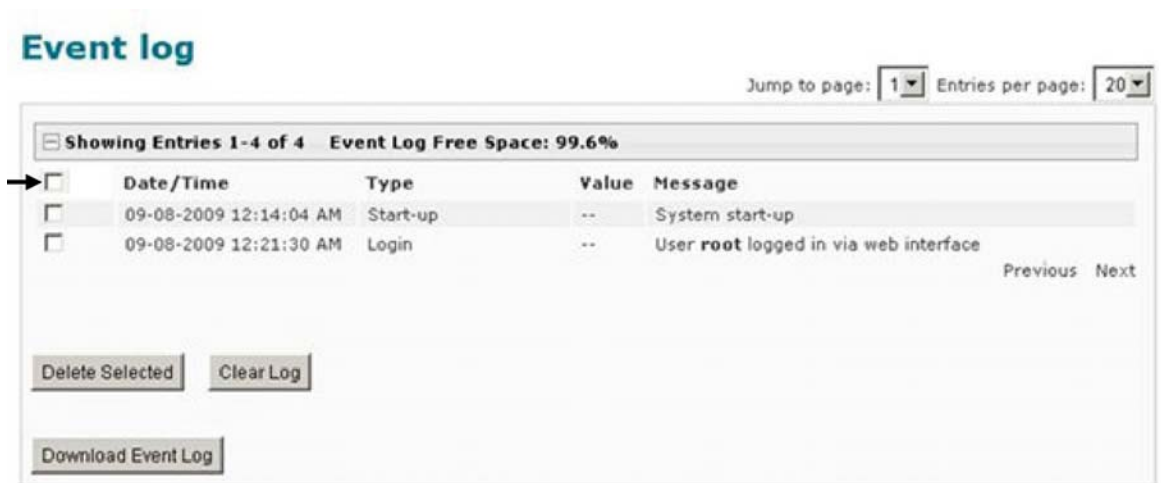 Event log
Jump to page: 1 Entries per page: 20
Showing Entries 1-4 of 4 Event Log Free Space: 99.6%
Date/Time Type Value Message
09-08-2009 12:14:04 AM Start-up -- System start-up
09-08-2009 12:21:30 AM Login -- User root logged in via web interface
Previous Next
Delete Selected Clear Log
Download Event Log